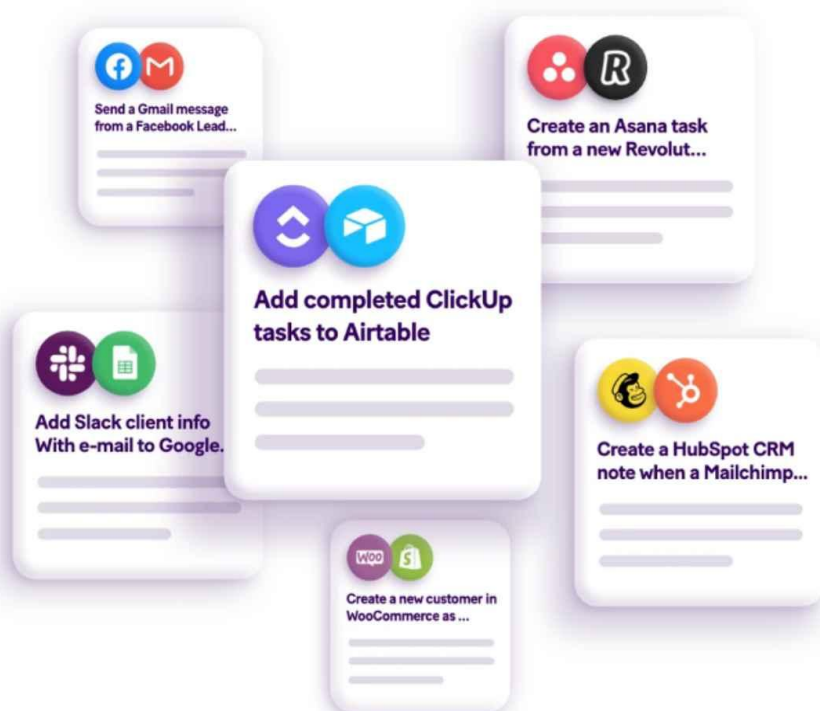 Send a Gmail message
from a Facebook Lead...
Create an Asana task
from a new Revolut...
Add completed ClickUp
tasks to Airtable
Add Slack client info
With e-mail to Google.
Create a HubSpot CRM
note when a Mailchimp...
WOO
Create a new customer in
WooCommerce as ...